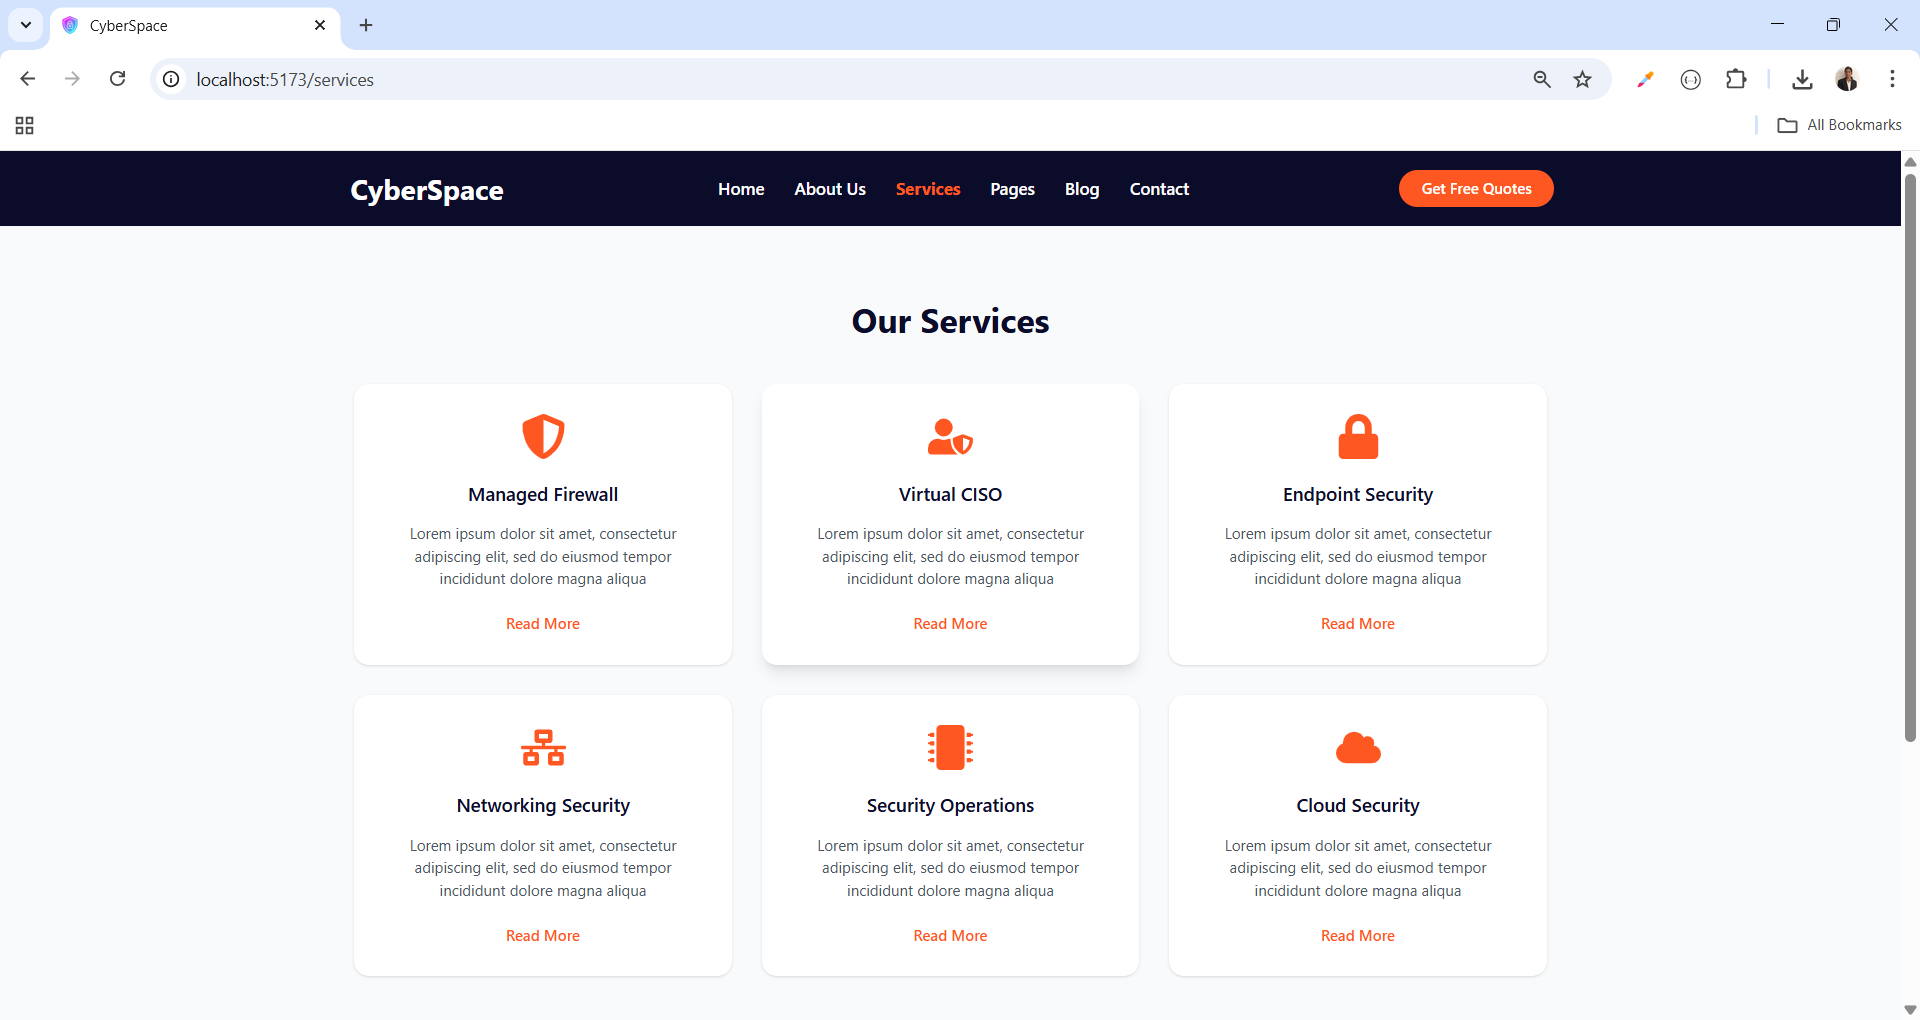 CyberSpace
localhost:5173/services
All Bookmarks
CyberSpace
Home About Us Services Pages Blog Contact
Get Free Quotes
Our Services
Managed Firewall
Lorem ipsum dolor sit amet, consectetur
adipiscing elit, sed do eiusmod tempor
incididunt dolore magna aliqua
Read More
Virtual CISO
Lorem ipsum dolor sit amet, consectetur
adipiscing elit, sed do eiusmod tempor
incididunt dolore magna aliqua
Read More
Endpoint Security
Lorem ipsum dolor sit amet, consectetur
adipiscing elit, sed do eiusmod tempor
incididunt dolore magna aliqua
Read More
Networking Security
Lorem ipsum dolor sit amet, consectetur
adipiscing elit, sed do eiusmod tempor
incididunt dolore magna aliqua
Read More
Security Operations
Lorem ipsum dolor sit amet, consectetur
adipiscing elit, sed do eiusmod tempor
incididunt dolore magna aliqua
Read More
Cloud Security
Lorem ipsum dolor sit amet, consectetur
adipiscing elit, sed do eiusmod tempor
incididunt dolore magna aliqua
Read More